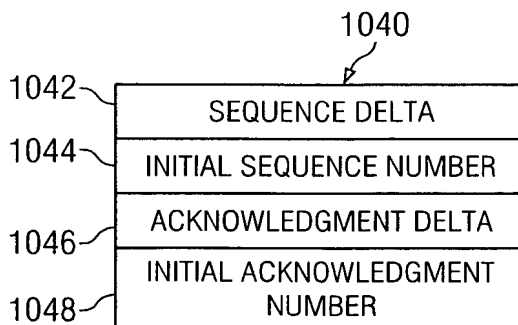 1040
1042
SEQUENCE DELTA
1044
INITIAL SEQUENCE NUMBER
1046
ACKNOWLEDGMENT DELTA
1048
INITIAL ACKNOWLEDGMENT
NUMBER